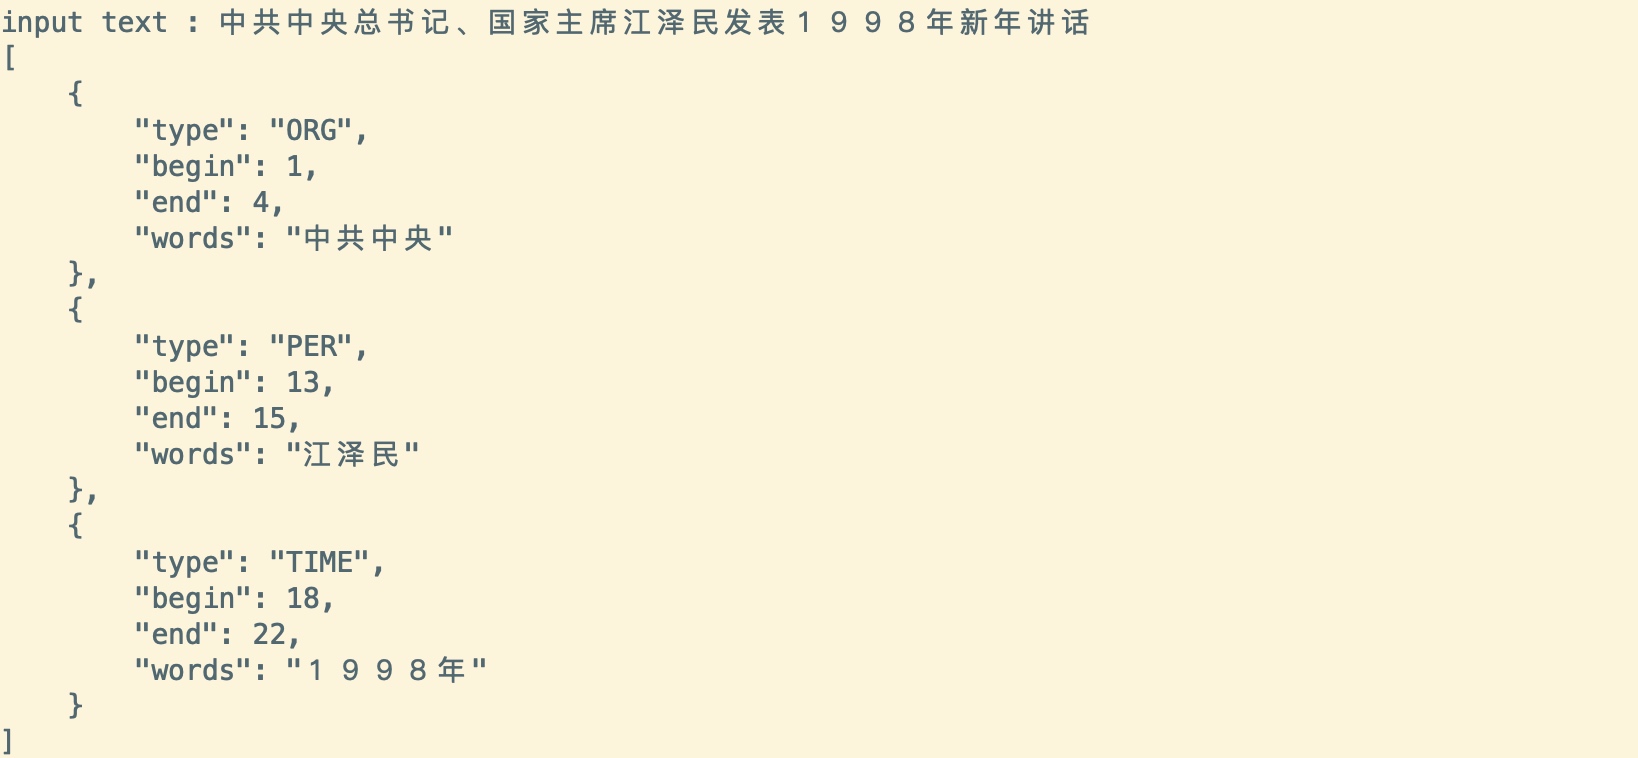 input text : 中共中央总书记、国家主席江泽民发表１９９８年新年讲话
[
    {
        "type": "ORG",
        "begin": 1,
        "end": 4,
        "words": "中共中央"
    },
    {
        "type": "PER",
        "begin": 13,
        "end": 15,
        "words": "江泽民"
    },
    {
        "type": "TIME",
        "begin": 18,
        "end": 22,
        "words": "１９９８年"
    }
]